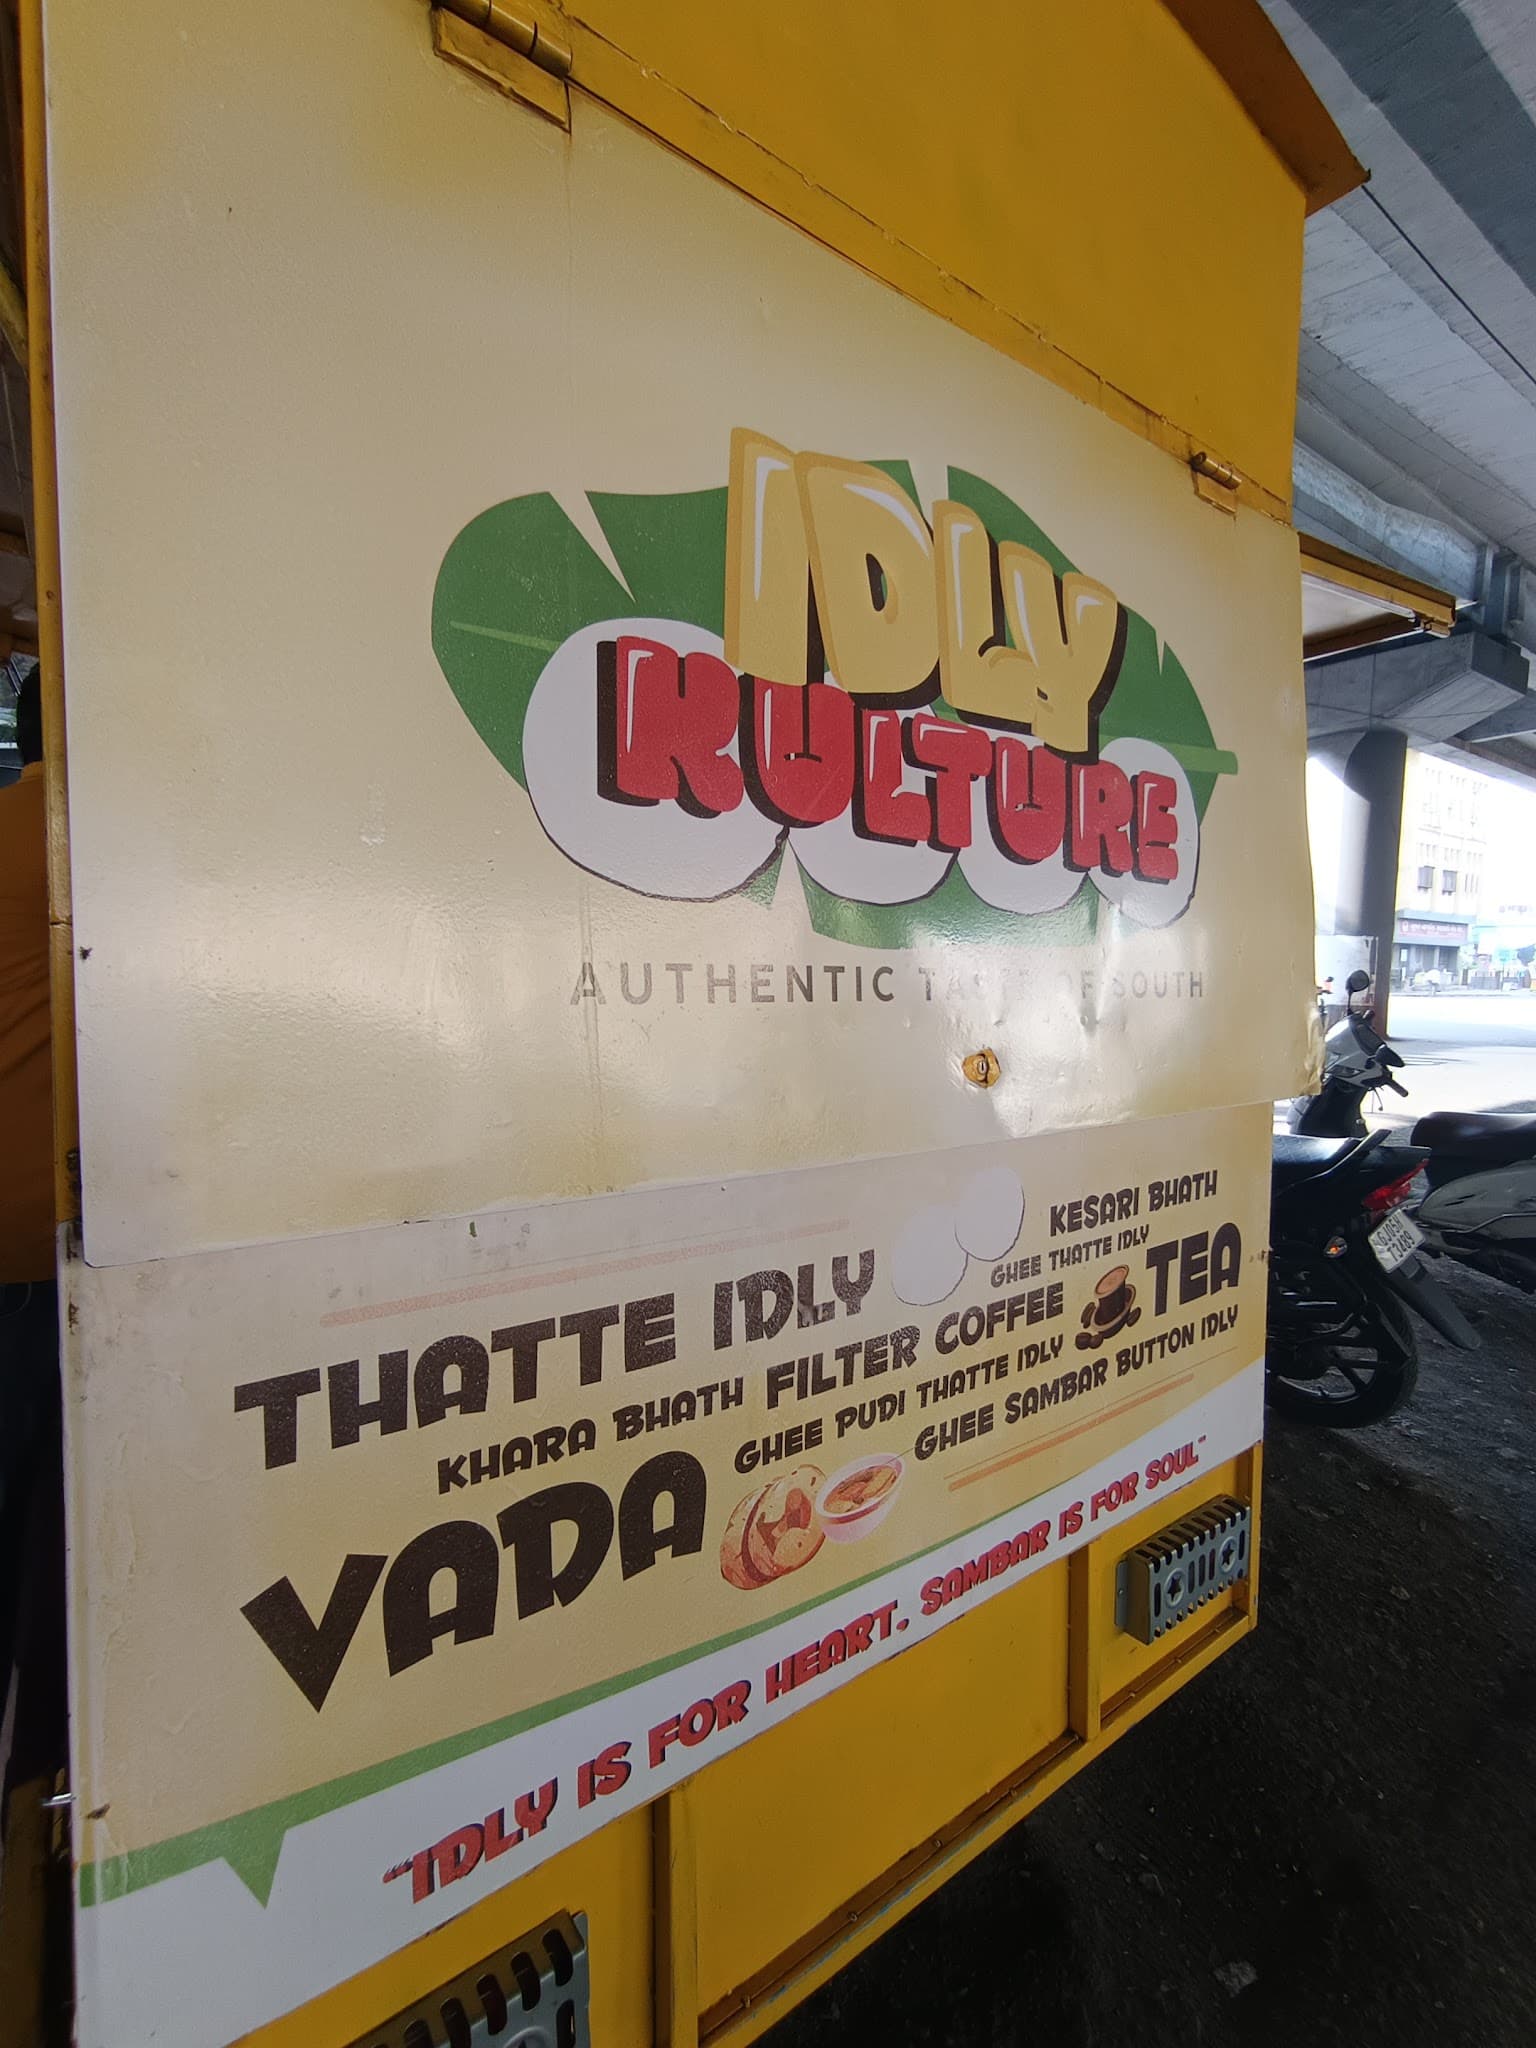 IDLY
KULTURE
AUTHENTIC TASTE OF SOUTH
KESARI BHATH
THATTE IDLY
GHEE THATTE IDLY
KHARA BHATH
FILTER COFFEE
TEA
VADA
GHEE PUDI THATTE IDLY
GHEE SAMBAR BUTTON IDLY
"IDLY IS FOR HEART, SAMBAR IS FOR SOUL"